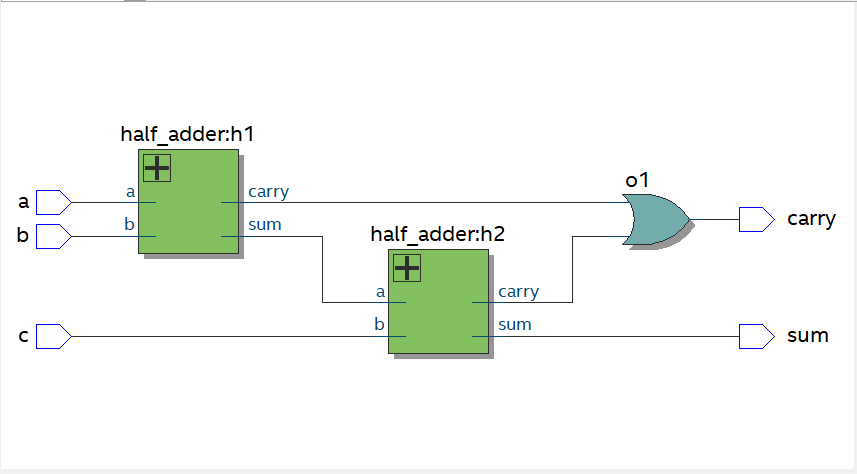 half_adder:h1
a
b
a
b
carry
sum
o1
carry
half_adder:h2
c
a
b
carry
sum
sum